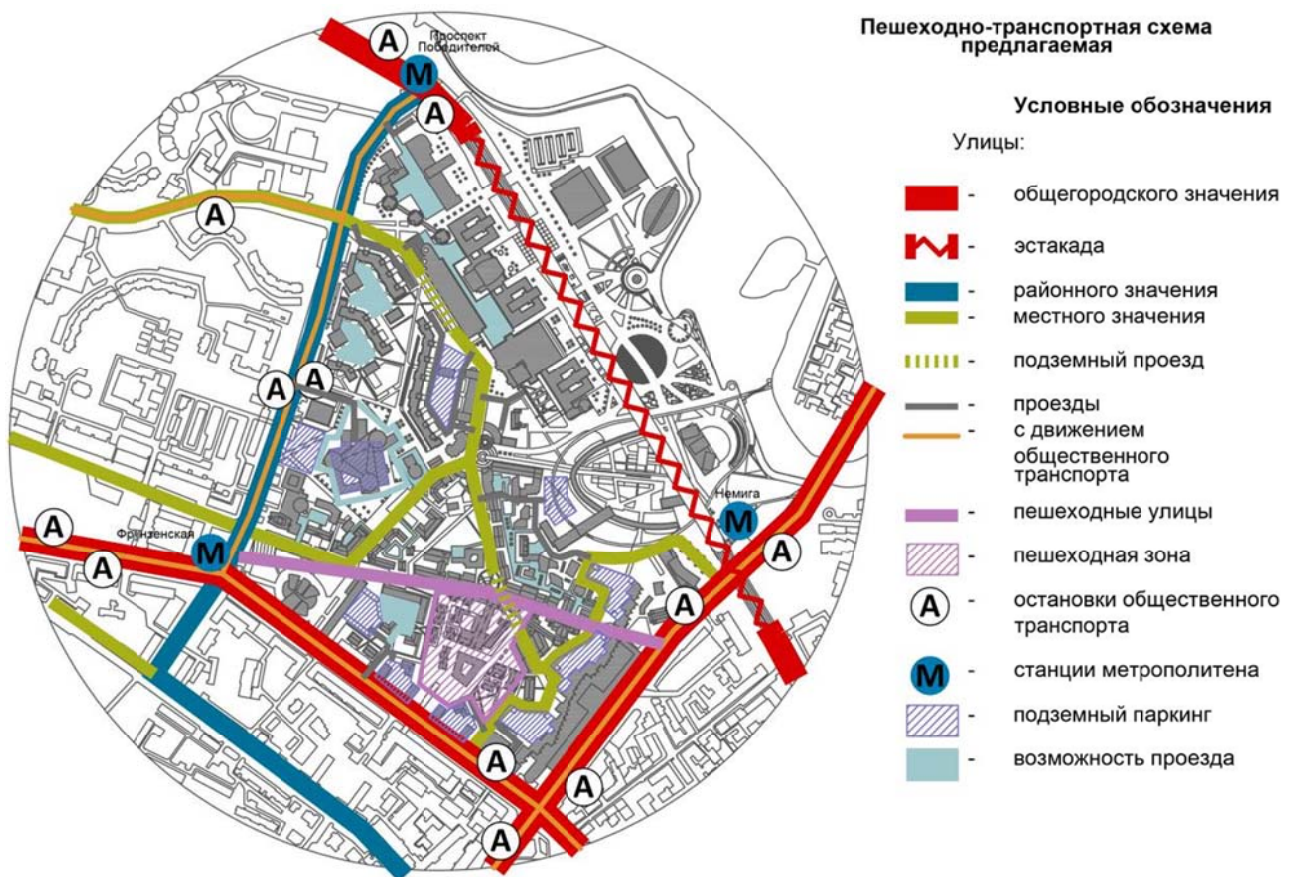 Пешеходно-транспортная схема
предлагаемая
Условные обозначения
Улицы:
- общегородского значения
- эстакада
- районного значения
- местного значения
- подземный проезд
- проезды
- с движением
общественного
транспорта
- пешеходные улицы
- пешеходная зона
А - остановки общественного
транспорта
М - станции метрополитена
- подземный паркинг
- возможность проезда
А
Проспект
Победителей
М
А
А
А
А
Немига
М
А
Фрунзенская
М
А
А
А
А
А
А